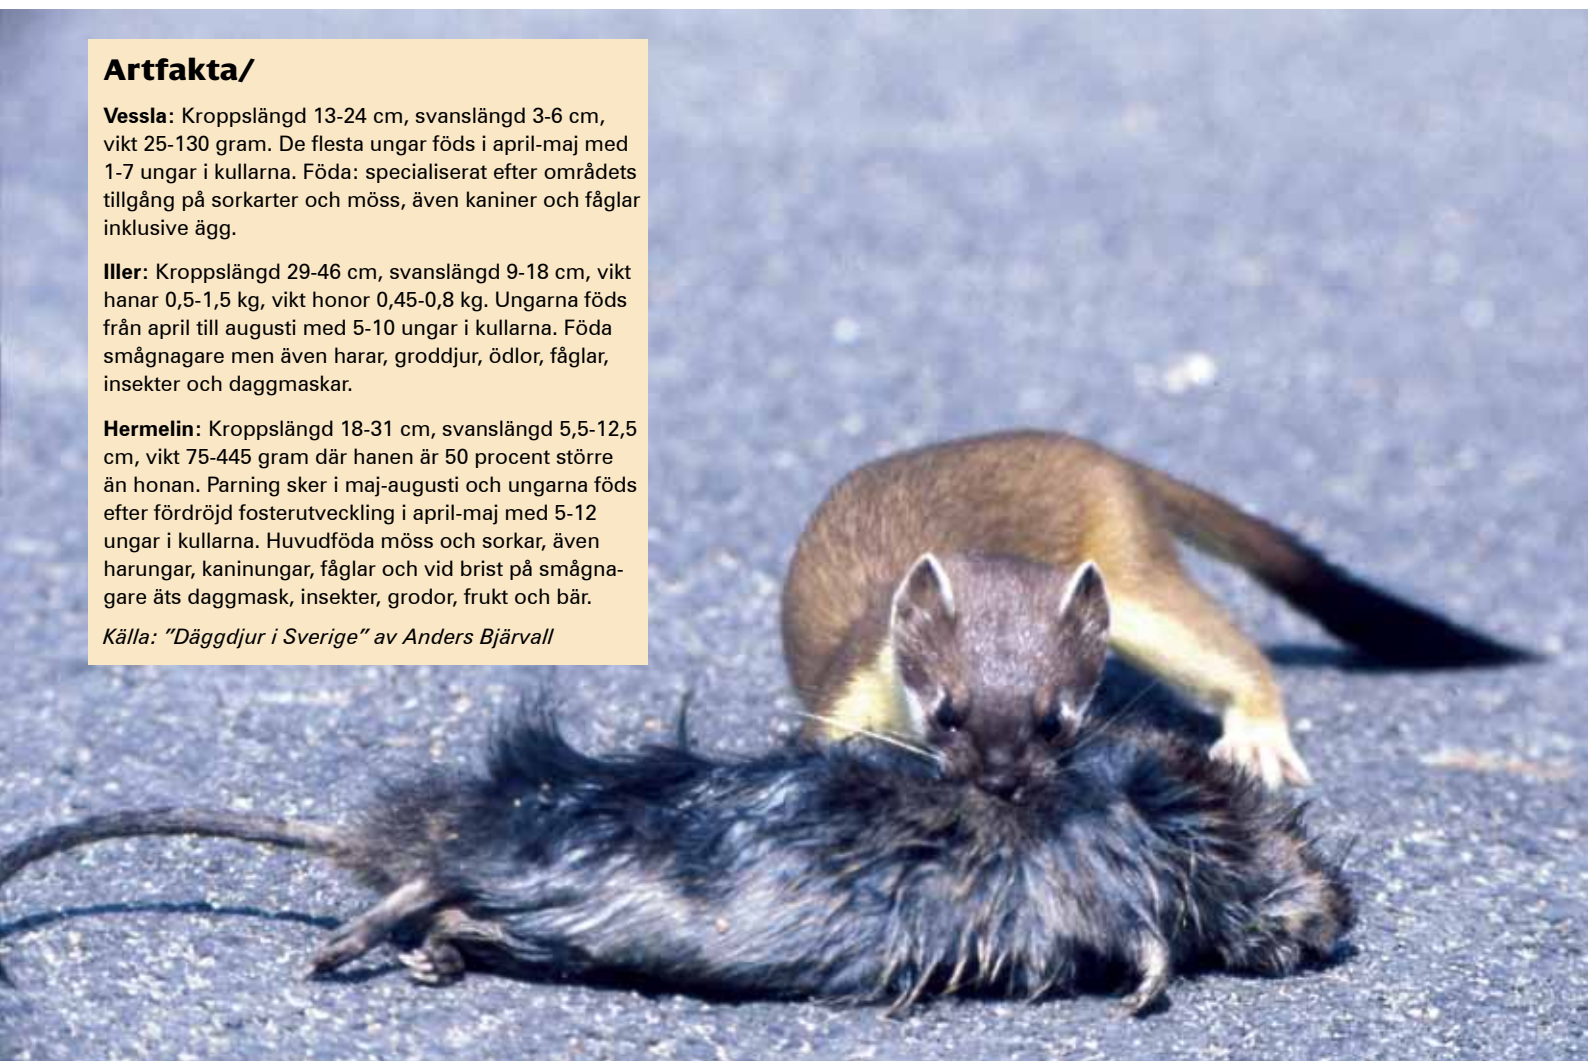 Artfakta/
Vessla: Kroppslängd 13-24 cm, svanslängd 3-6 cm,
vikt 25-130 gram. De flesta ungar föds i april-maj med
1-7 ungar i kullarna. Föda: specialiserat efter områdets
tillgång på sorkarter och möss, även kaniner och fåglar
inklusive ägg.
Iller: Kroppslängd 29-46 cm, svanslängd 9-18 cm, vikt
hanar 0,5-1,5 kg, vikt honor 0,45-0,8 kg. Ungarna föds
från april till augusti med 5-10 ungar i kullarna. Föda
smågnagare men även harar, groddjur, ödlor, fåglar,
insekter och daggmaskar.
Hermelin: Kroppslängd 18-31 cm, svanslängd 5,5-12,5
cm, vikt 75-445 gram där hanen är 50 procent större
än honan. Parning sker i maj-augusti och ungarna föds
efter fördröjd fosterutveckling i april-maj med 5-12
ungar i kullarna. Huvudföda möss och sorkar, även
harungar, kaninungar, fåglar och vid brist på smågna-
gare äts daggmask, insekter, grodor, frukt och bär.
Källa: ”Däggdjur i Sverige” av Anders Bjärvall